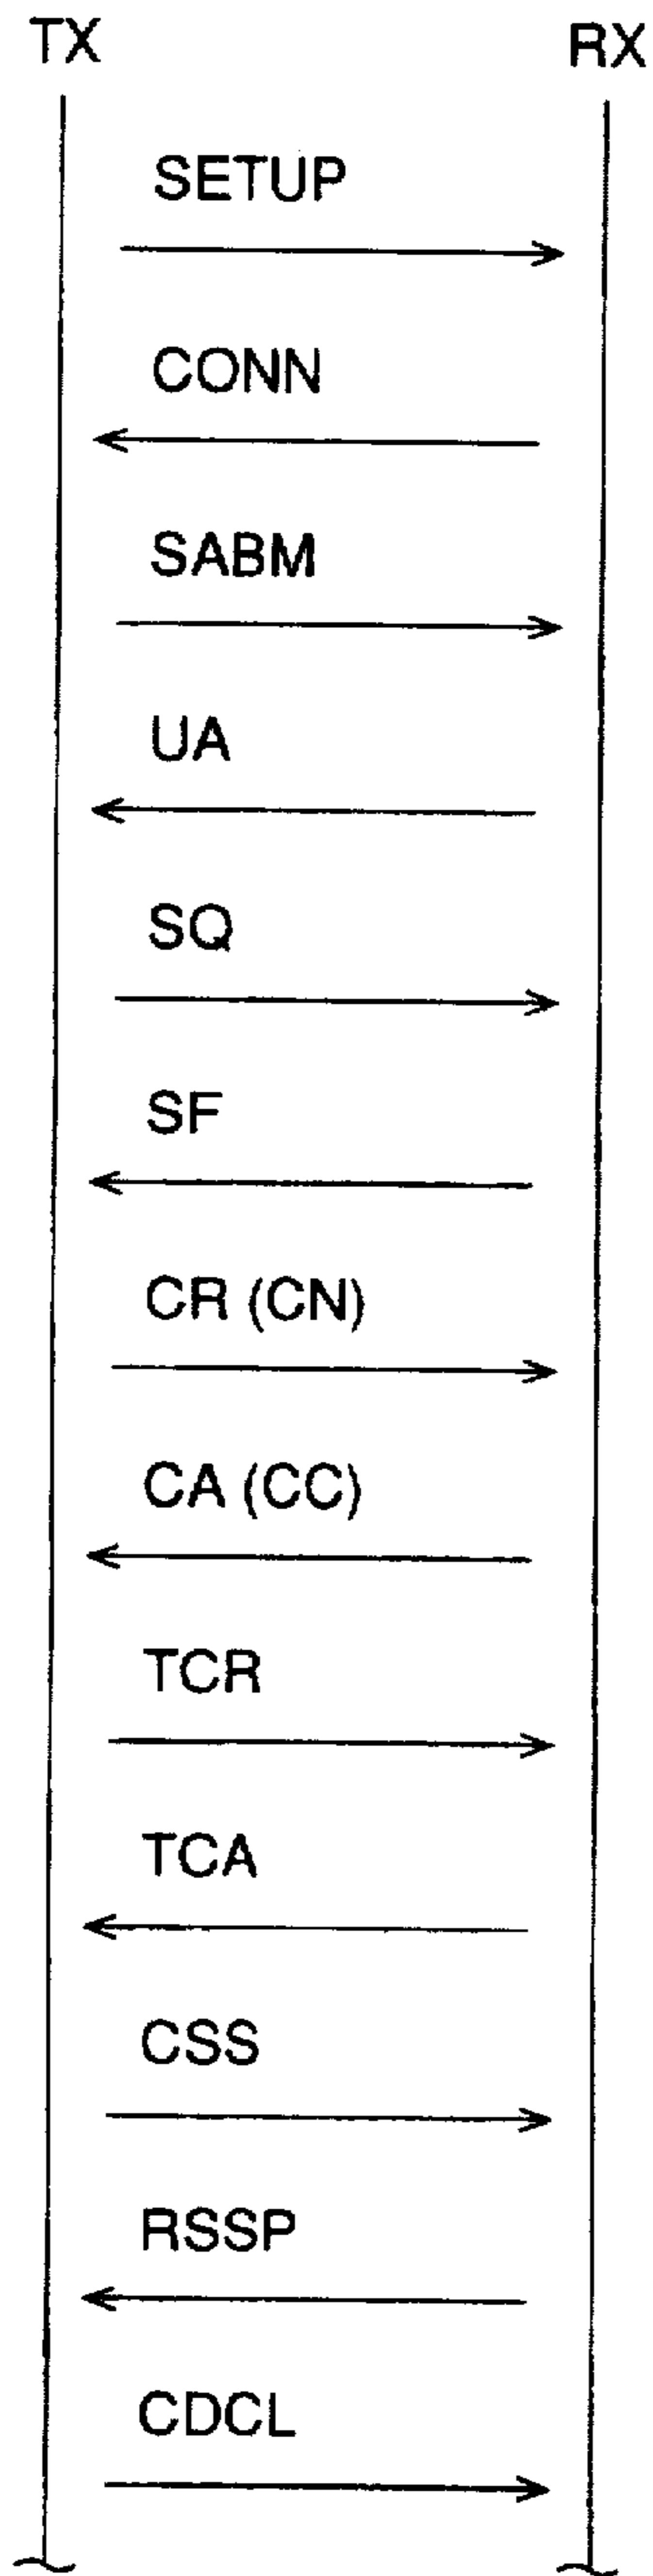 TX RX
SETUP
CONN
SABM
UA
SQ
SF
CR (CN)
CA (CC)
TCR
TCA
CSS
RSSP
CDCL